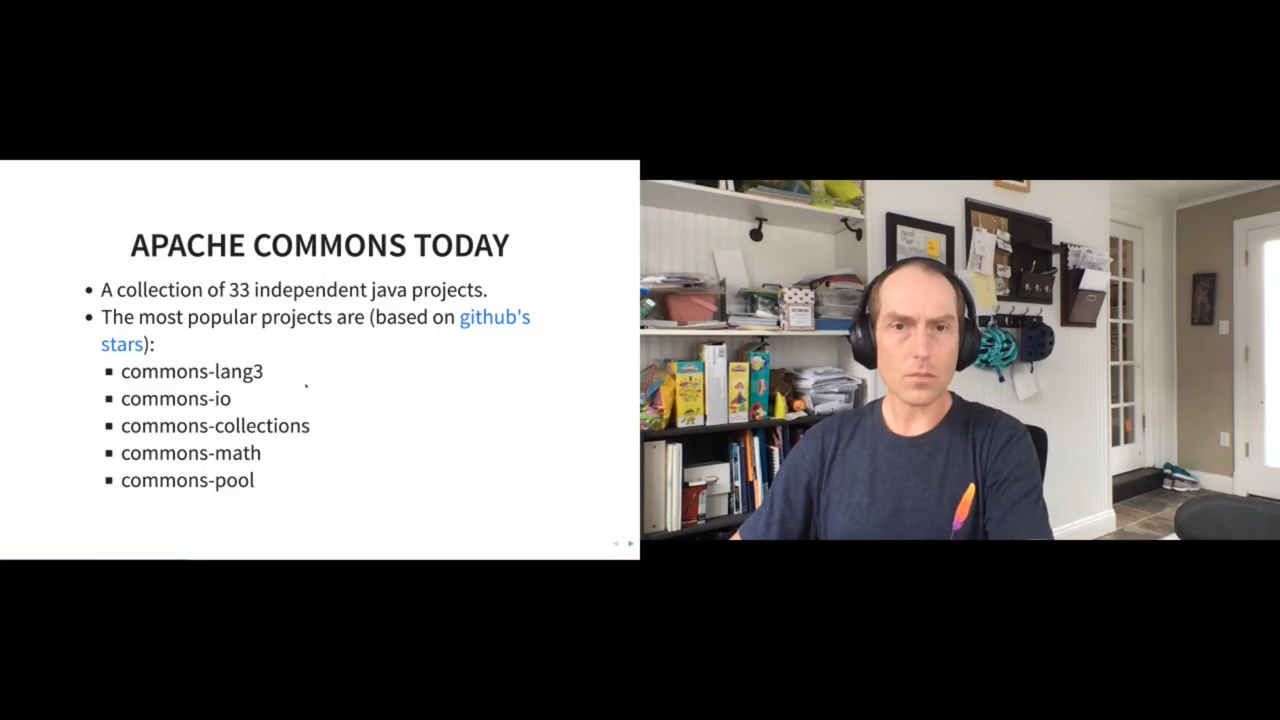 APACHE COMMONS TODAY
• A collection of 33 independent java projects.
• The most popular projects are (based on github's
stars):
▪ commons-lang3
▪ commons-io
▪ commons-collections
▪ commons-math
▪ commons-pool